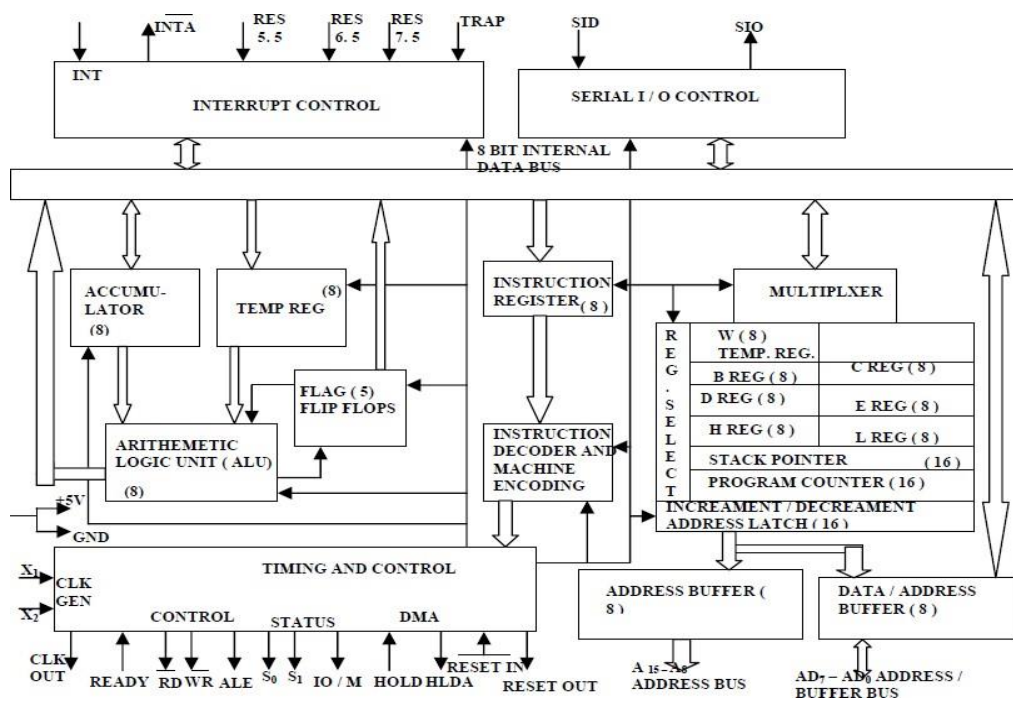 INTA
RES
5. 5
RES
6. 5
RES
7. 5
TRAP
SID
SIO
INT
INTERRUPT CONTROL
SERIAL I / O CONTROL
8 BIT INTERNAL
DATA BUS
ACCUMU-
LATOR
(8)
(8)
TEMP REG
INSTRUCTION
REGISTER
( 8 )
MULTIPLXER
R
E
G
.
S
E
L
E
C
T
W ( 8 )
TEMP. REG.
B REG ( 8 )
C REG ( 8 )
D REG ( 8 )
E REG ( 8 )
H REG ( 8 )
L REG ( 8 )
STACK POINTER ( 16 )
PROGRAM COUNTER ( 16 )
INCREAMENT / DECREAMENT
ADDRESS LATCH ( 16 )
FLAG ( 5 )
FLIP FLOPS
ARITHEMETIC
LOGIC UNIT ( ALU )
(8)
INSTRUCTION
DECODER AND
MACHINE
ENCODING
+5V
GND
X1
X2
CLK
GEN
TIMING AND CONTROL
CONTROL
STATUS
DMA
ADDRESS BUFFER (
8 )
DATA / ADDRESS
BUFFER ( 8 )
CLK
OUT
READY
RD
WR
ALE
S0
S1
IO / M
HOLD
HLDA
RESET IN
RESET OUT
A 15 – A8
ADDRESS BUS
AD7 – AD0 ADDRESS /
BUFFER BUS